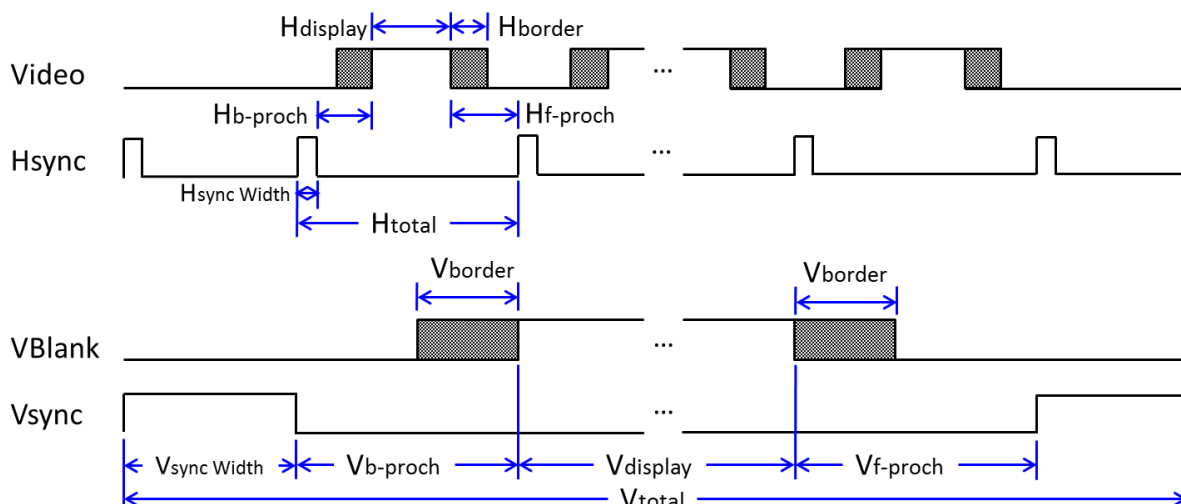 Hdisplay Hborder
Video ...
Hb-proch Hf-proch
Hsync ...
Hsync Width
Htotal
Vborder Vborder
VBlank ...
Vsync ...
Vsync Width Vb-proch Vdisplay Vf-proch
Vtotal